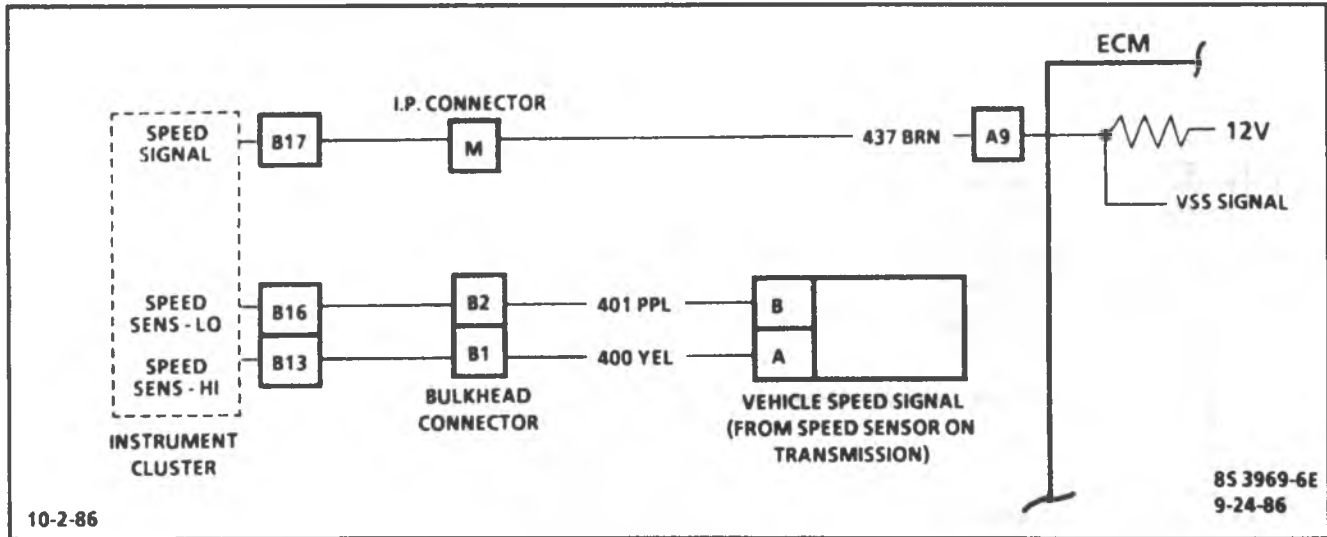 ECM
I.P. CONNECTOR
SPEED
SIGNAL
B17
M
437 BRN
A9
12V
VSS SIGNAL
SPEED
SENS - LO
B16
B2
401 PPL
B
SPEED
SENS - HI
B13
B1
400 YEL
A
BULKHEAD
CONNECTOR
VEHICLE SPEED SIGNAL
(FROM SPEED SENSOR ON
TRANSMISSION)
INSTRUMENT
CLUSTER
8S 3969-6E
9-24-86
10-2-86